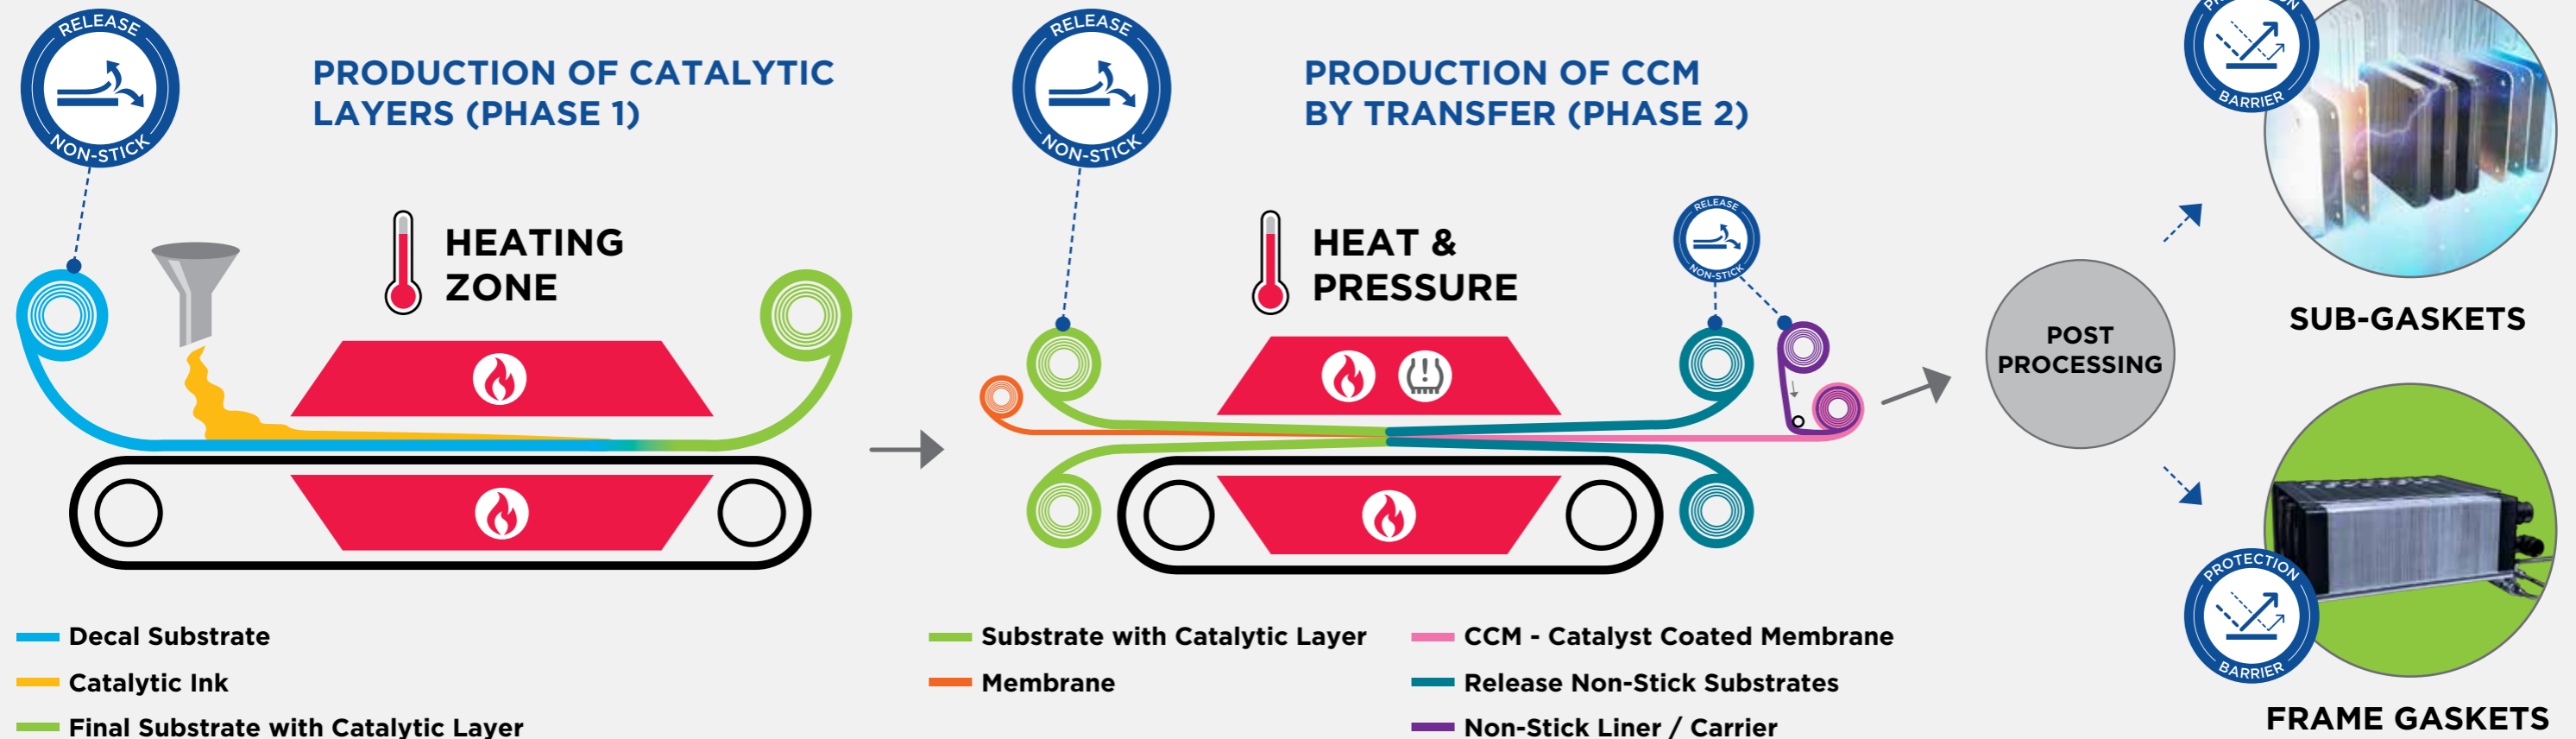 RELEASE
NON-STICK
PRODUCTION OF CATALYTIC
LAYERS (PHASE 1)
HEATING
ZONE
Decal Substrate
Catalytic Ink
Final Substrate with Catalytic Layer
RELEASE
NON-STICK
PRODUCTION OF CCM
BY TRANSFER (PHASE 2)
HEAT &
PRESSURE
RELEASE
NON-STICK
Substrate with Catalytic Layer
Membrane
CCM - Catalyst Coated Membrane
Release Non-Stick Substrates
Non-Stick Liner / Carrier
POST
PROCESSING
BARRIER
SUB-GASKETS
PROTECTION
BARRIER
FRAME GASKETS